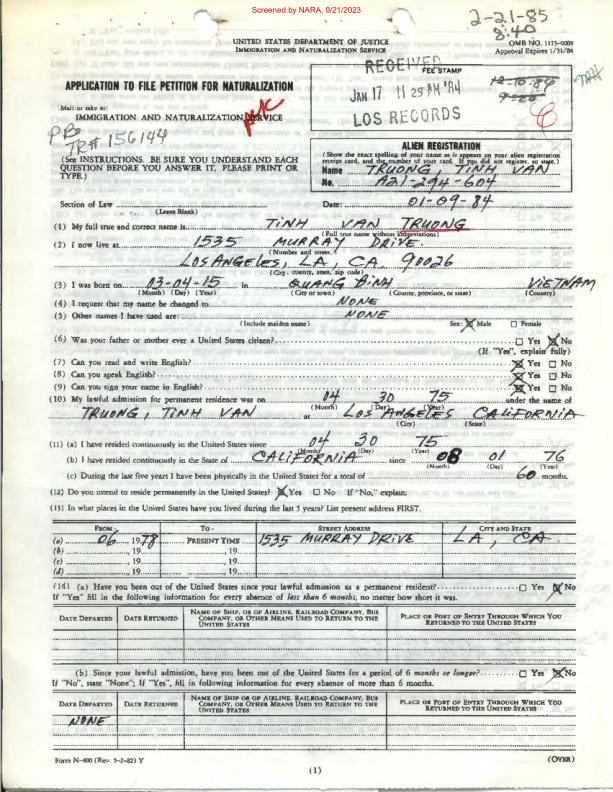 Screened by NARA, 9/21/2023
2-21-85
8:40
UNITED STATES DEPARTMENT OF JUSTICE
IMMIGRATION AND NATURALIZATION SERVICE
OMB NO. 1115-0009
Approval Expires 1/31/84
APPLICATION TO FILE PETITION FOR NATURALIZATION
RECEIVED
FEE STAMP
JAN 17 11 29 AM '84
LOS RECORDS
12-10-84
Mail or take to:
IMMIGRATION AND NATURALIZATION SERVICE
PB
TR# 156144
(See INSTRUCTIONS. BE SURE YOU UNDERSTAND EACH QUESTION BEFORE YOU ANSWER IT. PLEASE PRINT OR TYPE.)
ALIEN REGISTRATION
(Show the exact spelling of your name as it appears on your alien registration receipt card, and the number of your card. If you did not register, so state.)
Name TRUONG, TINH VAN
No. A21-294-604
Section of Law
(Leave Blank)
Date: 01-09-84
(1) My full true and correct name is TINH VAN TRUONG
(Full true name without abbreviations)
(2) I now live at 1535 MURRAY DRIVE
(Number and street,)
LOS ANGELES, LA, CA, 90026
(City, county, state, zip code)
(3) I was born on 03-04-15 in QUANG BINH VIETNAM
(Month) (Day) (Year) (City or town) (County, province, or state) (Country)
(4) I request that my name be changed to NONE
(5) Other names I have used are: NONE
(Include maiden name) Sex: ☒ Male ☐ Female
(6) Was your father or mother ever a United States citizen? ☐ Yes ☒ No
(If "Yes", explain fully)
(7) Can you read and write English? ☒ Yes ☐ No
(8) Can you speak English? ☒ Yes ☐ No
(9) Can you sign your name in English? ☒ Yes ☐ No
(10) My lawful admission for permanent residence was on 04 30 75 under the name of
(Month) (Day) (Year)
TRUONG, TINH VAN at LOS ANGELES CALIFORNIA
(City) (State)
(11) (a) I have resided continuously in the United States since 04 30 75
(Month) (Day) (Year)
(b) I have resided continuously in the State of CALIFORNIA since 08 01 76
(Month) (Day) (Year)
(c) During the last five years I have been physically in the United States for a total of 60 months.
(12) Do you intend to reside permanently in the United States? ☒ Yes ☐ No If "No," explain:
(13) In what places in the United States have you lived during the last 5 years? List present address FIRST.
FROM- TO- STREET ADDRESS CITY AND STATE
(a) 06, 1978 PRESENT TIME 1535 MURRAY DRIVE LA, CA
(b) , 19 , 19
(c) , 19 , 19
(d) , 19 , 19
(14) (a) Have you been out of the United States since your lawful admission as a permanent resident? ☐ Yes ☒ No
If "Yes" fill in the following information for every absence of less than 6 months, no matter how short it was.
DATE DEPARTED DATE RETURNED NAME OF SHIP, OR OF AIRLINE, RAILROAD COMPANY, BUS COMPANY, OR OTHER MEANS USED TO RETURN TO THE UNITED STATES PLACE OR PORT OF ENTRY THROUGH WHICH YOU RETURNED TO THE UNITED STATES
(b) Since your lawful admission, have you been out of the United States for a period of 6 months or longer? ☐ Yes ☒ No
If "No", state "None"; If "Yes", fill in following information for every absence of more than 6 months.
DATE DEPARTED DATE RETURNED NAME OF SHIP OR OF AIRLINE, RAILROAD COMPANY, BUS COMPANY, OR OTHER MEANS USED TO RETURN TO THE UNITED STATES PLACE OR PORT OF ENTRY THROUGH WHICH YOU RETURNED TO THE UNITED STATES
NONE
Form N-400 (Rev. 5-2-82) Y
(OVER)
(1)